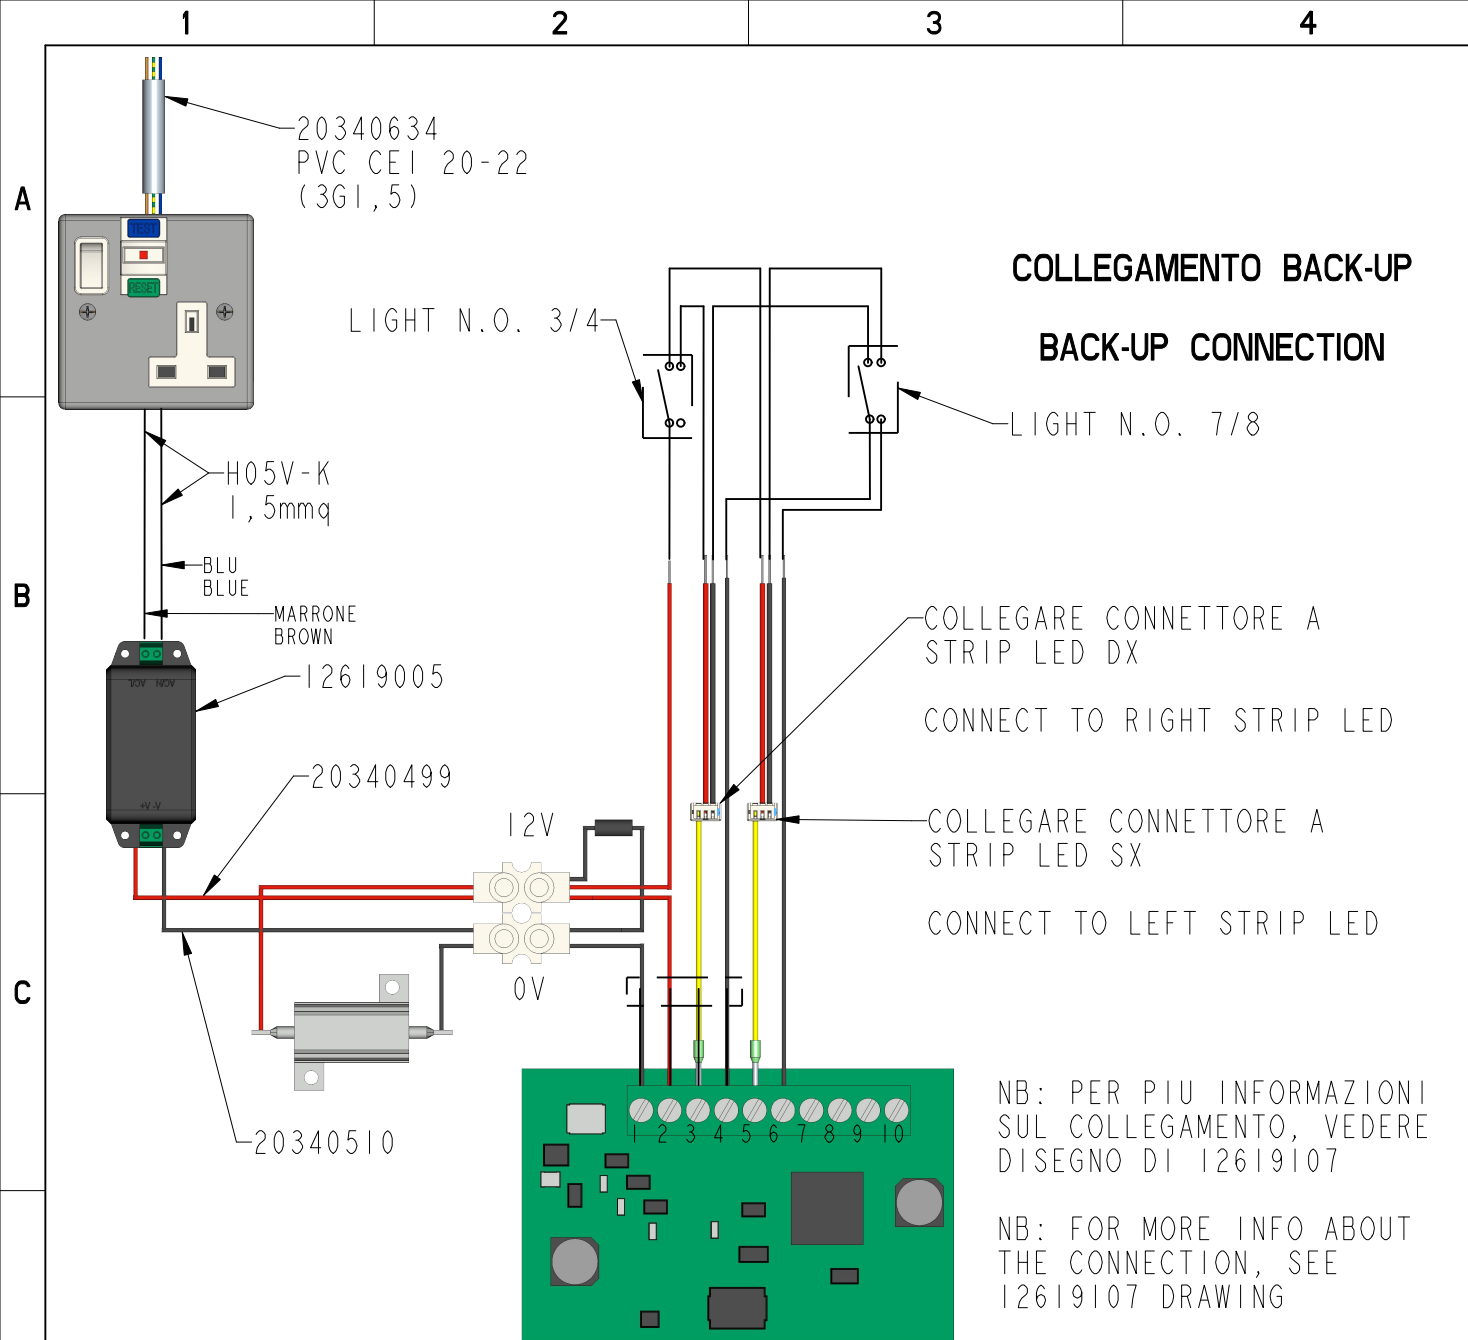 1
2
3
4
A
B
C
20340634
PVC CEI 20-22
(3G1,5)
TEST
RESET
COLLEGAMENTO BACK-UP
BACK-UP CONNECTION
LIGHT N.O. 3/4
LIGHT N.O. 7/8
H05V-K
1,5mmq
BLU
BLUE
MARRONE
BROWN
12619005
AC/L AC/N
+V -V
20340499
COLLEGARE CONNETTORE A
STRIP LED DX
CONNECT TO RIGHT STRIP LED
12V
COLLEGARE CONNETTORE A
STRIP LED SX
CONNECT TO LEFT STRIP LED
0V
20340510
1 2 3 4 5 6 7 8 9 10
NB: PER PIU INFORMAZIONI
SUL COLLEGAMENTO, VEDERE
DISEGNO DI 12619107
NB: FOR MORE INFO ABOUT
THE CONNECTION, SEE
12619107 DRAWING